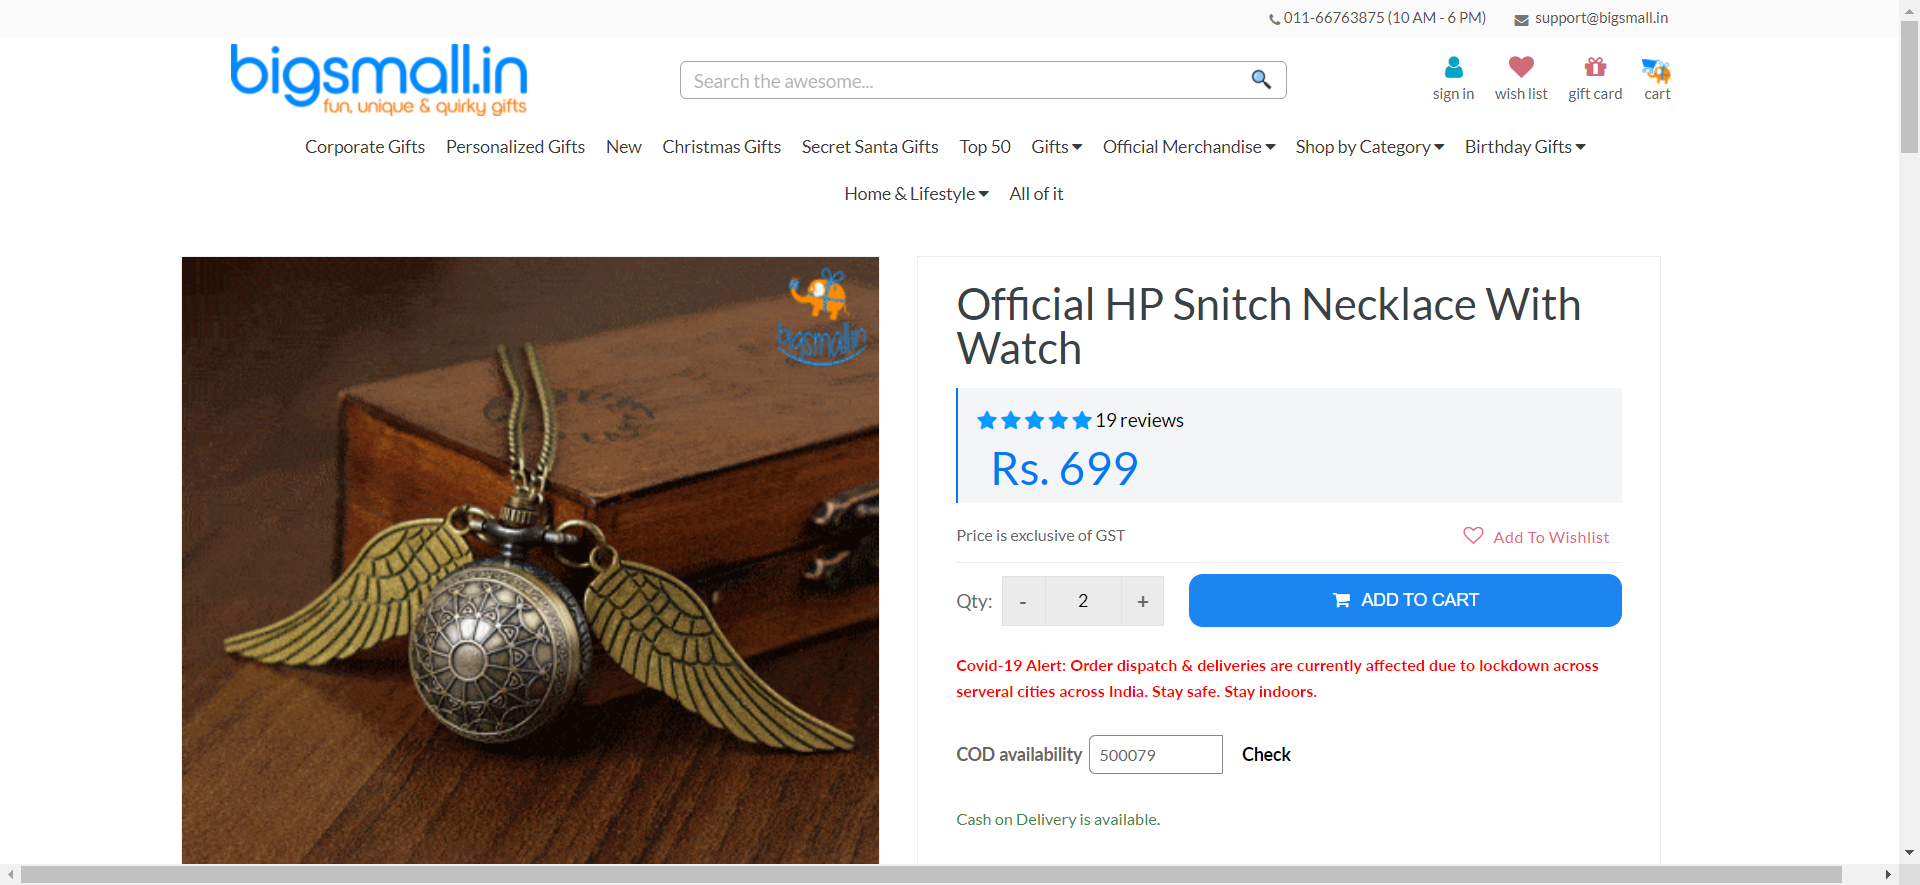 011-66763875 (10 AM - 6 PM) support@bigsmall.in
bigsmall.in
fun, unique & quirky gifts
Search the awesome...
sign in wish list gift card cart
Corporate Gifts Personalized Gifts New Christmas Gifts Secret Santa Gifts Top 50 Gifts Official Merchandise Shop by Category Birthday Gifts
Home & Lifestyle All of it
bigsmall.in
Official HP Snitch Necklace With
Watch
19 reviews
Rs. 699
Price is exclusive of GST
Add To Wishlist
Qty: - 2 + ADD TO CART
Covid-19 Alert: Order dispatch & deliveries are currently affected due to lockdown across
serveral cities across India. Stay safe. Stay indoors.
COD availability 500079 Check
Cash on Delivery is available.